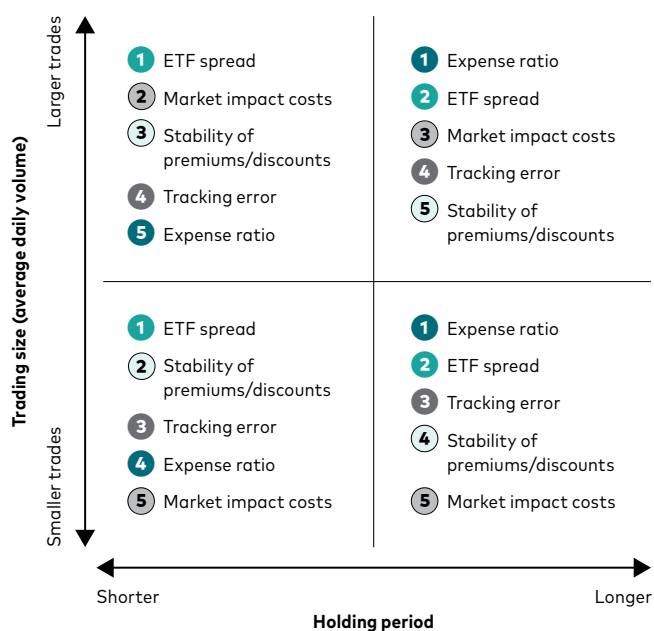 Trading size (average daily volume)
Larger trades
Smaller trades
1 ETF spread
2 Market impact costs
3 Stability of
premiums/discounts
4 Tracking error
5 Expense ratio
1 Expense ratio
2 ETF spread
3 Market impact costs
4 Tracking error
5 Stability of
premiums/discounts
1 ETF spread
2 Stability of
premiums/discounts
3 Tracking error
4 Expense ratio
5 Market impact costs
1 Expense ratio
2 ETF spread
3 Tracking error
4 Stability of
premiums/discounts
5 Market impact costs
Shorter
Longer
Holding period